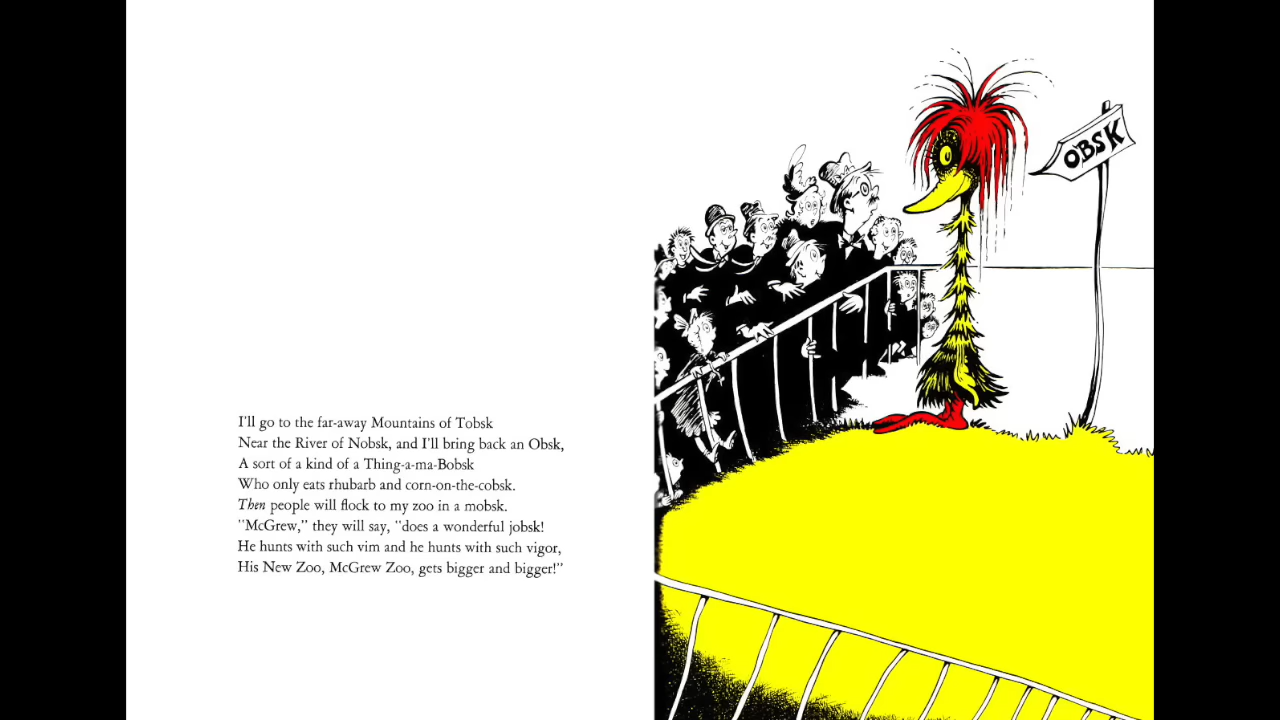 I'll go to the far-away Mountains of Tobsk
Near the River of Nobsk, and I'll bring back an Obsk,
A sort of a kind of a Thing-a-ma-Bobsk
Who only eats rhubarb and corn-on-the-cobsk.
Then people will flock to my zoo in a mobsk.
"McGrew," they will say, "does a wonderful jobsk!
He hunts with such vim and he hunts with such vigor,
His New Zoo, McGrew Zoo, gets bigger and bigger!"
OBSK